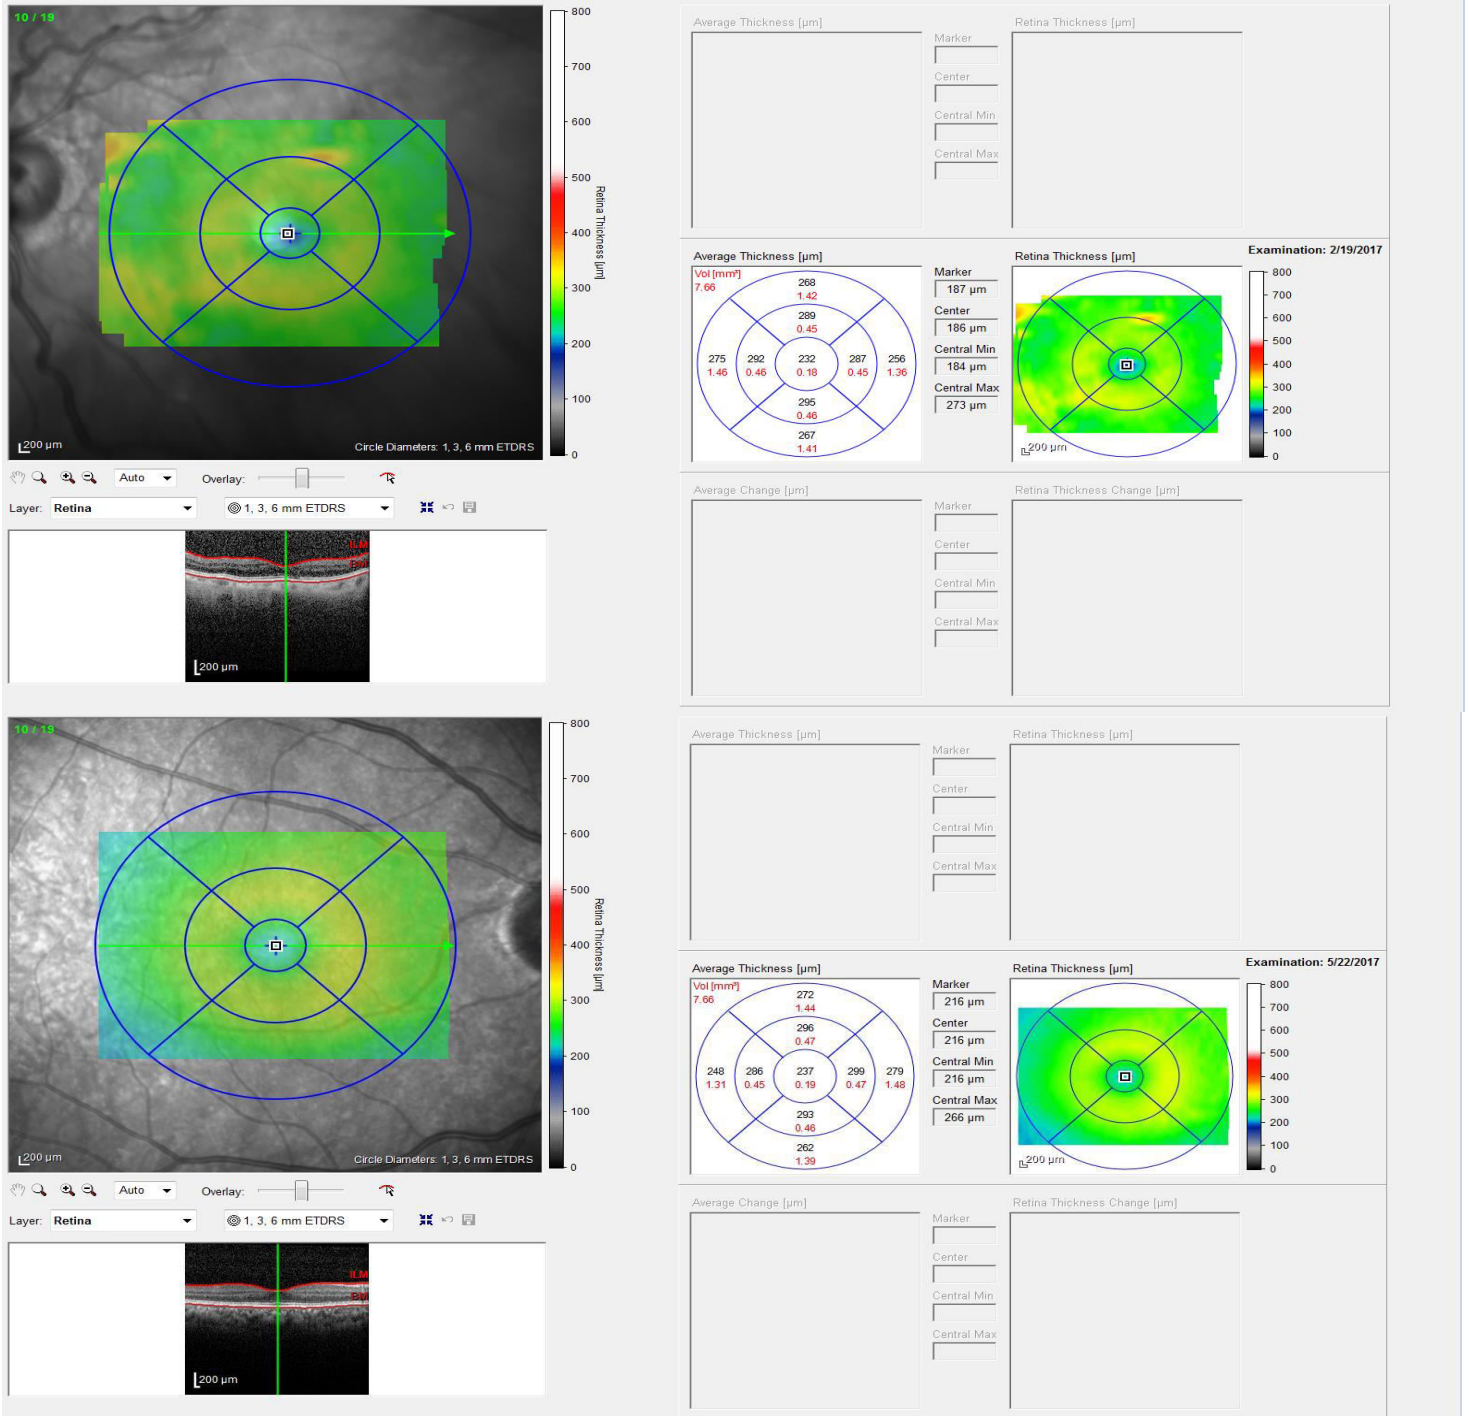 10 / 19
800
700
600
500
400
300
200
100
0
Retina Thickness [µm]
200 µm
Circle Diameters: 1, 3, 6 mm ETDRS
Auto
Overlay:
Layer: Retina
1, 3, 6 mm ETDRS
ILM
BM
200 µm
Average Thickness [µm]
Marker
Center
Central Min
Central Max
Retina Thickness [µm]
Average Thickness [µm]
Vol [mm³]
7.66
268
1.42
289
0.45
275 292 232 287 256
1.46 0.46 0.18 0.45 1.36
295
0.46
267
1.41
Marker
187 µm
Center
186 µm
Central Min
184 µm
Central Max
273 µm
Retina Thickness [µm]
200 µm
Examination: 2/19/2017
800
700
600
500
400
300
200
100
0
Average Change [µm]
Marker
Center
Central Min
Central Max
Retina Thickness Change [µm]
10 / 19
800
700
600
500
400
300
200
100
0
Retina Thickness [µm]
200 µm
Circle Diameters: 1, 3, 6 mm ETDRS
Auto
Overlay:
Layer: Retina
1, 3, 6 mm ETDRS
ILM
BM
200 µm
Average Thickness [µm]
Marker
Center
Central Min
Central Max
Retina Thickness [µm]
Average Thickness [µm]
Vol [mm³]
7.66
272
1.44
296
0.47
248 286 237 299 279
1.31 0.45 0.19 0.47 1.48
293
0.46
262
1.39
Marker
216 µm
Center
216 µm
Central Min
216 µm
Central Max
266 µm
Retina Thickness [µm]
200 µm
Examination: 5/22/2017
800
700
600
500
400
300
200
100
0
Average Change [µm]
Marker
Center
Central Min
Central Max
Retina Thickness Change [µm]